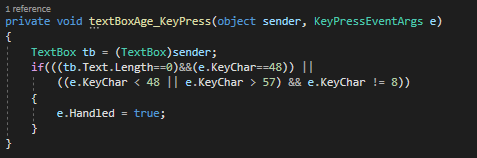 1 reference
private void textBoxAge_KeyPress(object sender, KeyPressEventArgs e)
{
TextBox tb = (TextBox)sender;
if(((tb.Text.Length==0)&&(e.KeyChar==48)) ||
((e.KeyChar < 48 || e.KeyChar > 57) && e.KeyChar != 8))
{
e.Handled = true;
}
}